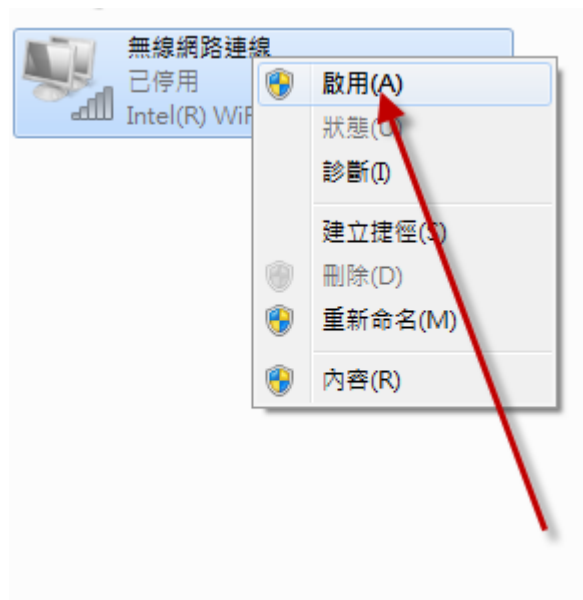 無線網路連線
已停用
Intel(R) WiF
啟用(A)
狀態(U)
診斷(I)
建立捷徑(S)
刪除(D)
重新命名(M)
內容(R)